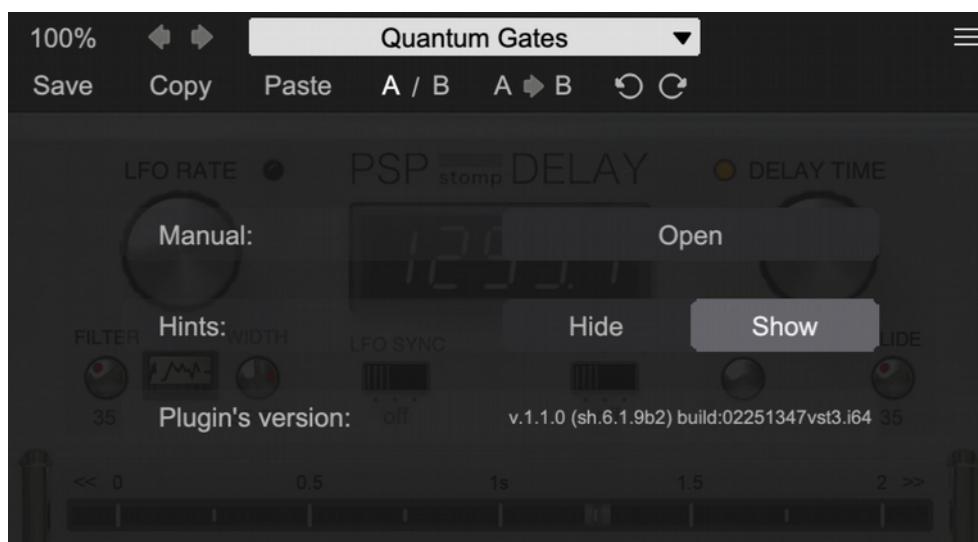 100% Quantum Gates
Save Copy Paste A / B A B
LFO RATE PSP stomp DELAY DELAY TIME
Manual: Open
Hints: Hide Show
FILTER WIDTH LFO SYNC
35 off 35
Plugin's version: v.1.1.0 (sh.6.1.9b2) build:02251347vst3.i64
<< 0 0.5 1s 1.5 2 >>